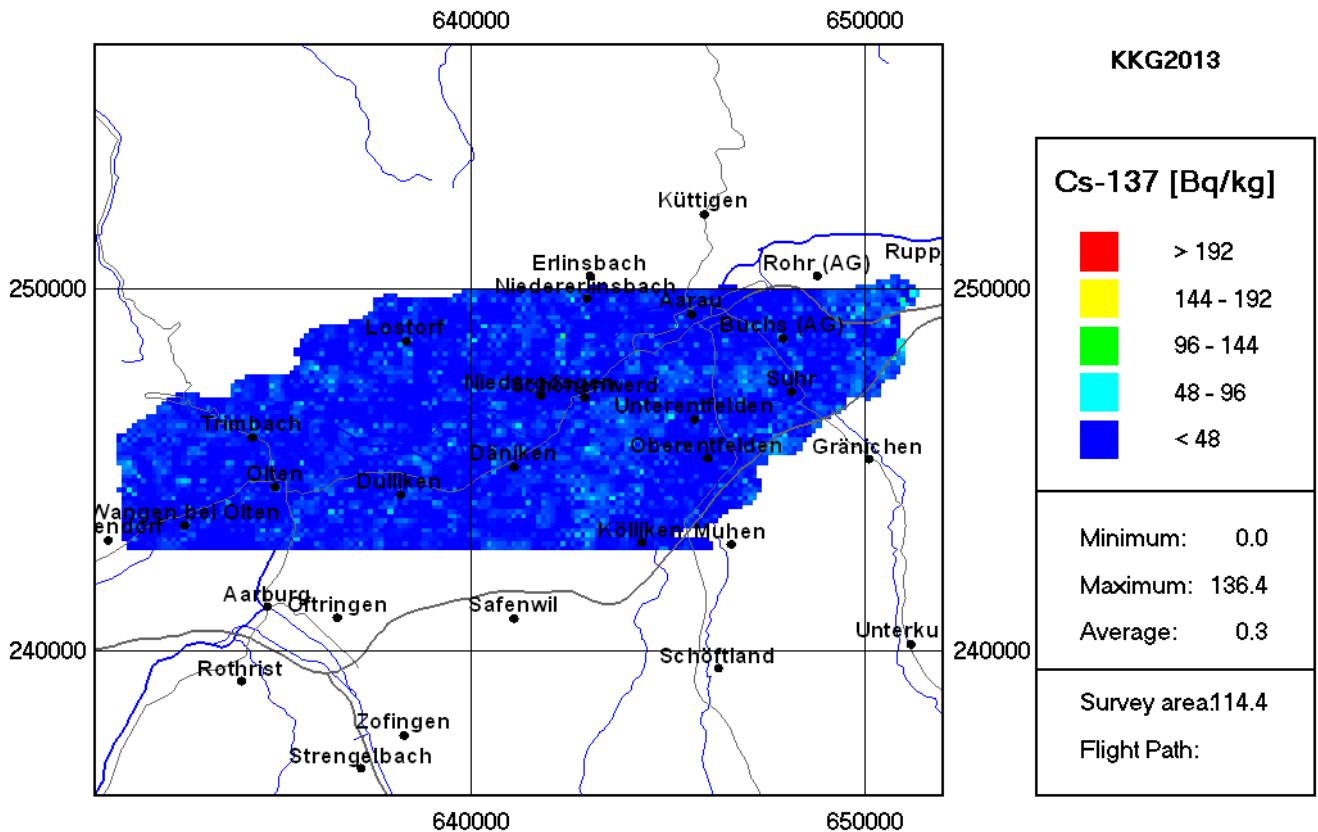 640000
650000
KKG2013
Cs-137 [Bq/kg]
> 192
144 - 192
96 - 144
48 - 96
< 48
Minimum: 0.0
Maximum: 136.4
Average: 0.3
Survey area:114.4
Flight Path:
Küttigen
Erlinsbach
Rohr (AG)
Rupp
250000
250000
Niedererlinsbach
Aarau
Lostorf
Buchs (AG)
Niedergösgen
Schönenwerd
Suhr
Unterentfelden
Trimbach
Däniken
Oberentfelden
Gränichen
Olten
Dulliken
Wangen bei Olten
endorf
Kölliken
Muhen
Aarburg
Oftringen
Safenwil
Unterku
240000
240000
Rothrist
Schöftland
Zofingen
Strengelbach
640000
650000